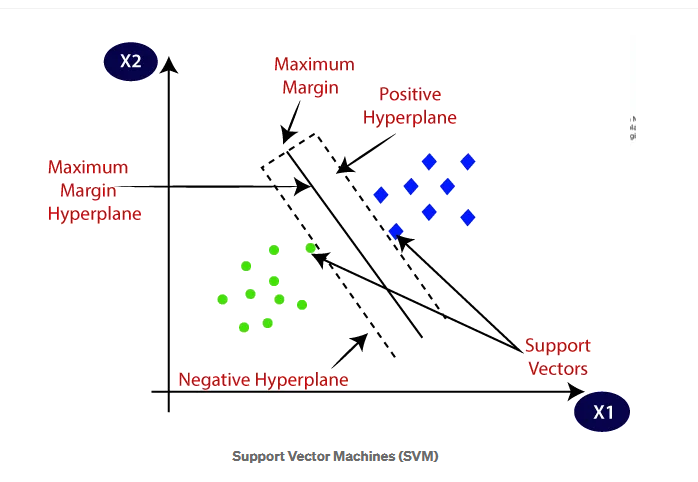 X2
Maximum
Margin
Positive
Hyperplane
Maximum
Margin
Hyperplane
Support
Vectors
Negative Hyperplane
X1
Support Vector Machines (SVM)